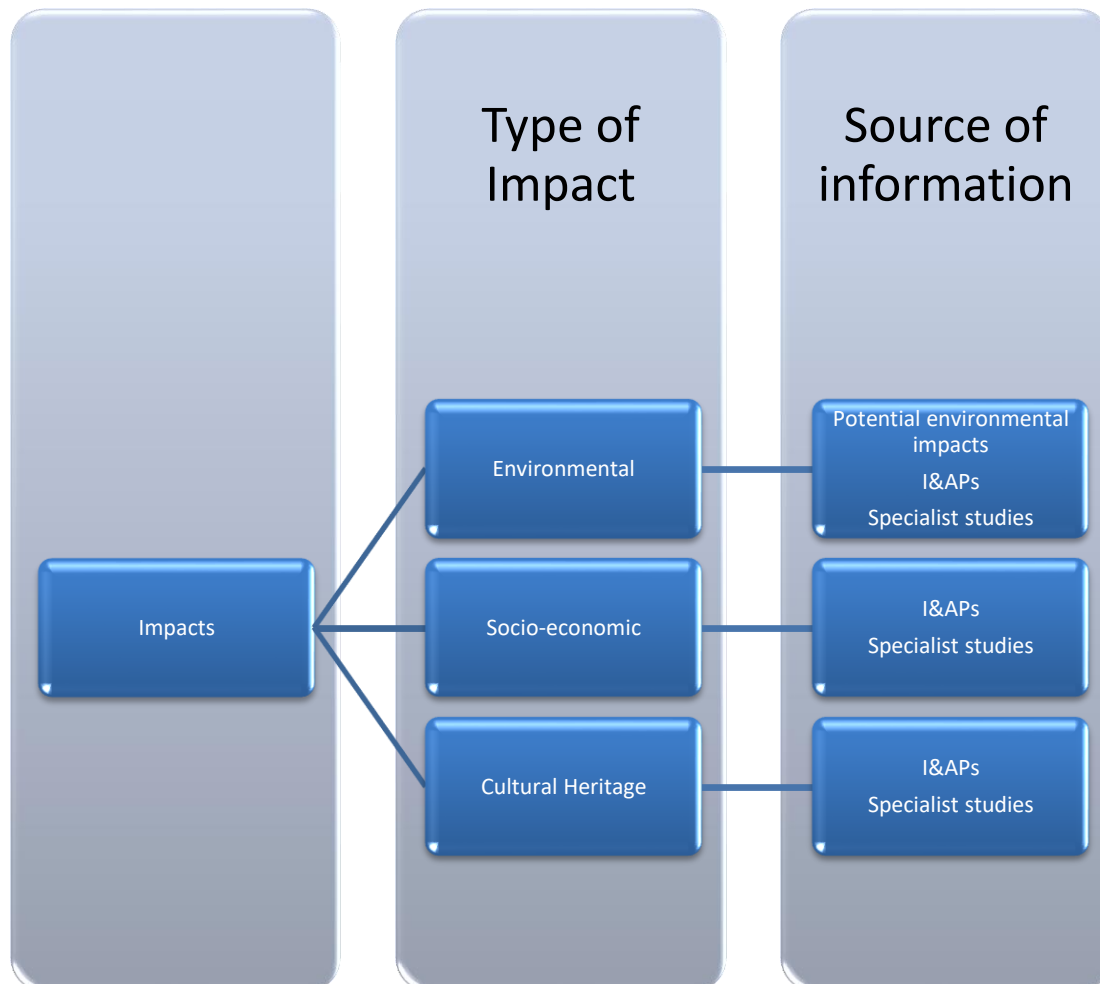 Type of
Impact
Source of
information
Impacts
Environmental
Potential environmental
impacts
I&APs
Specialist studies
Socio-economic
I&APs
Specialist studies
Cultural Heritage
I&APs
Specialist studies